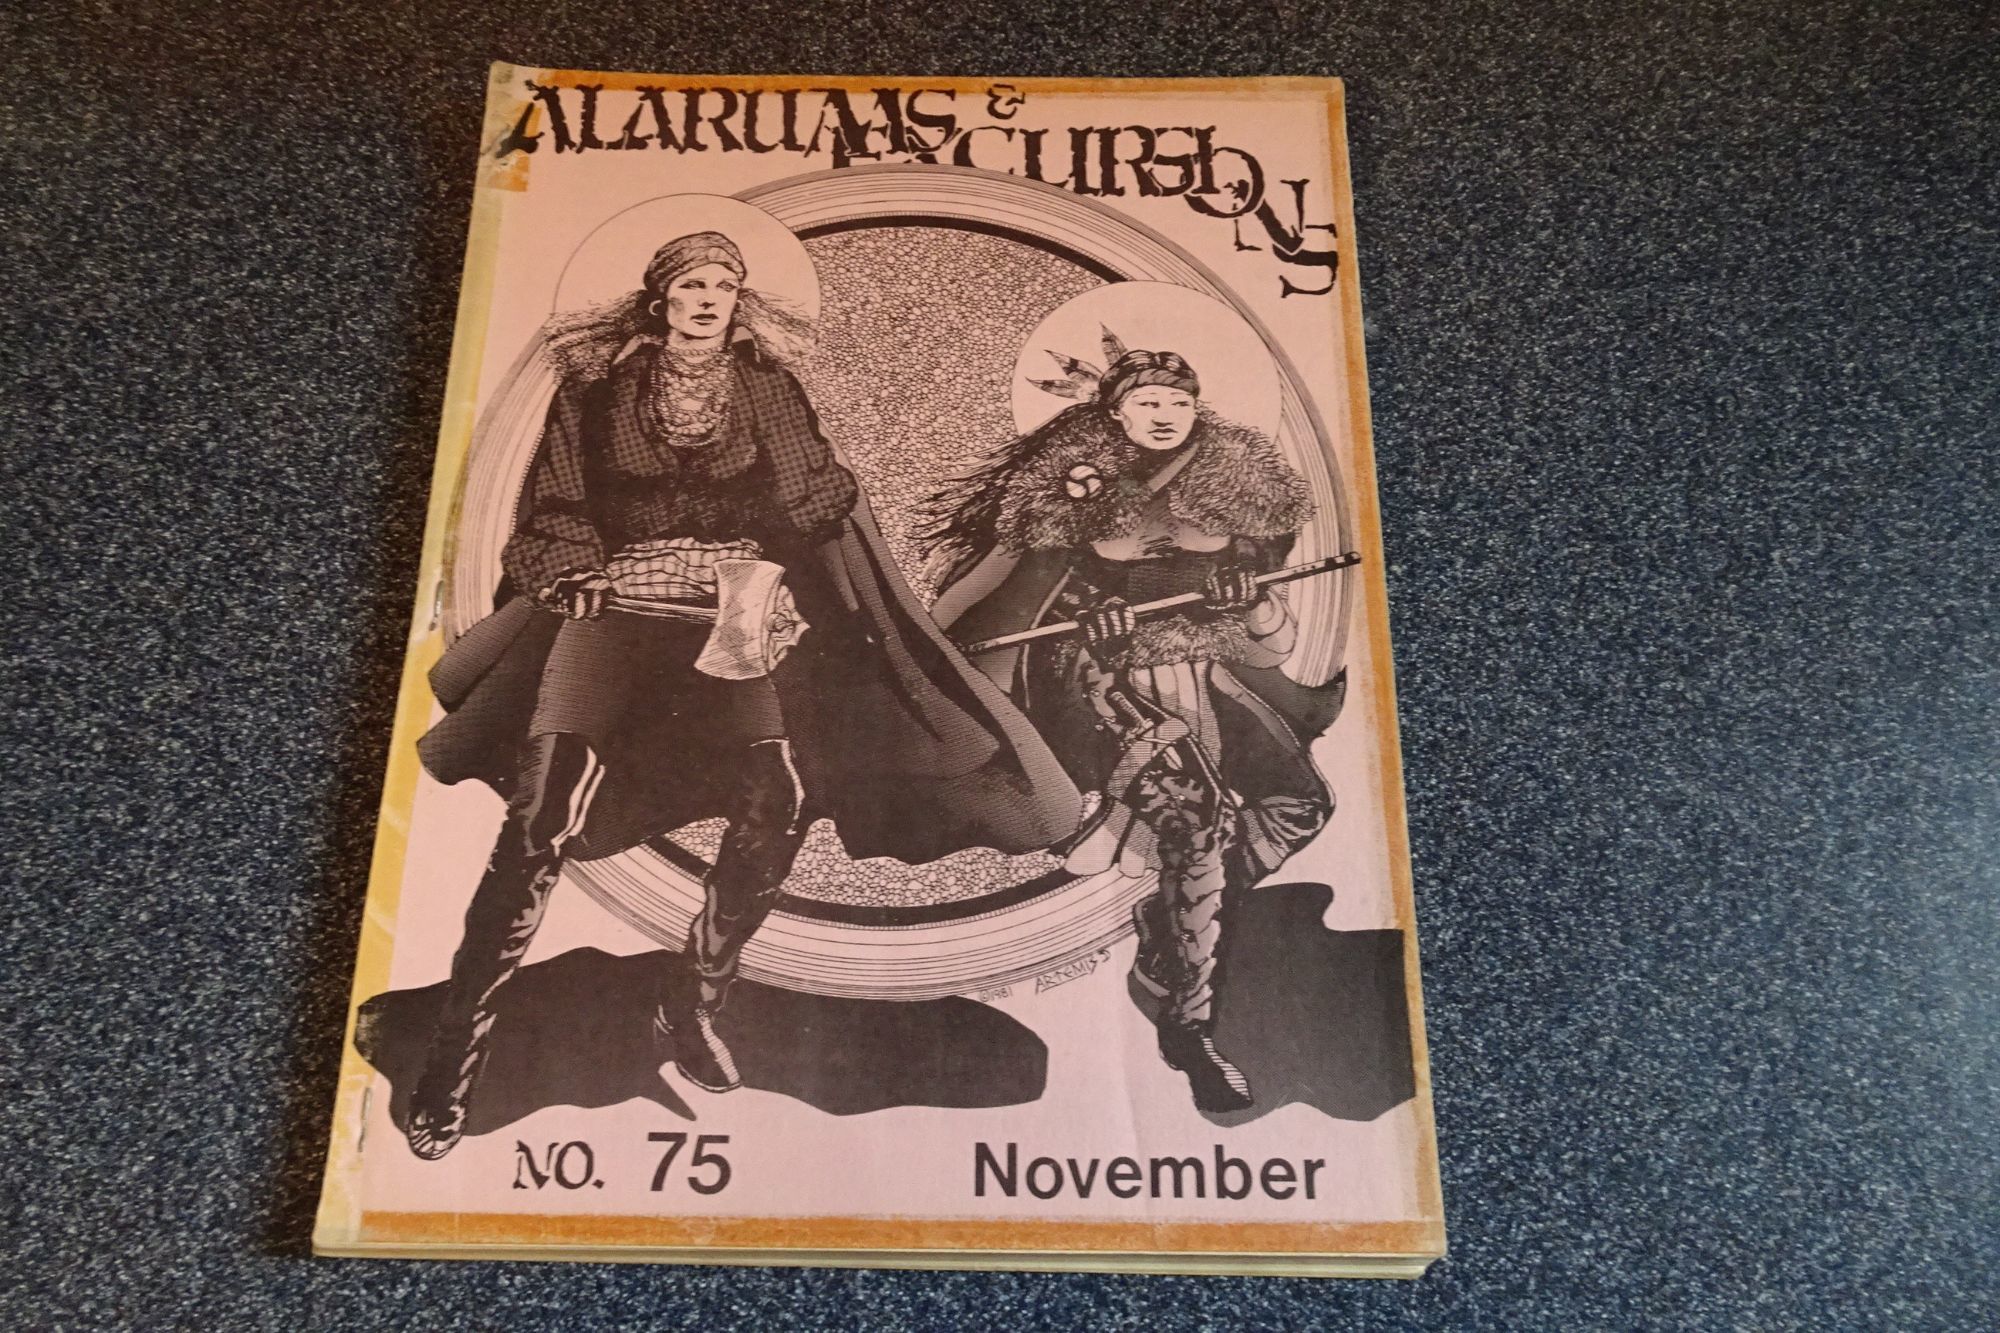 ALARUMS &
EXCURSIONS
©1981 ARTEMIS
NO. 75 November